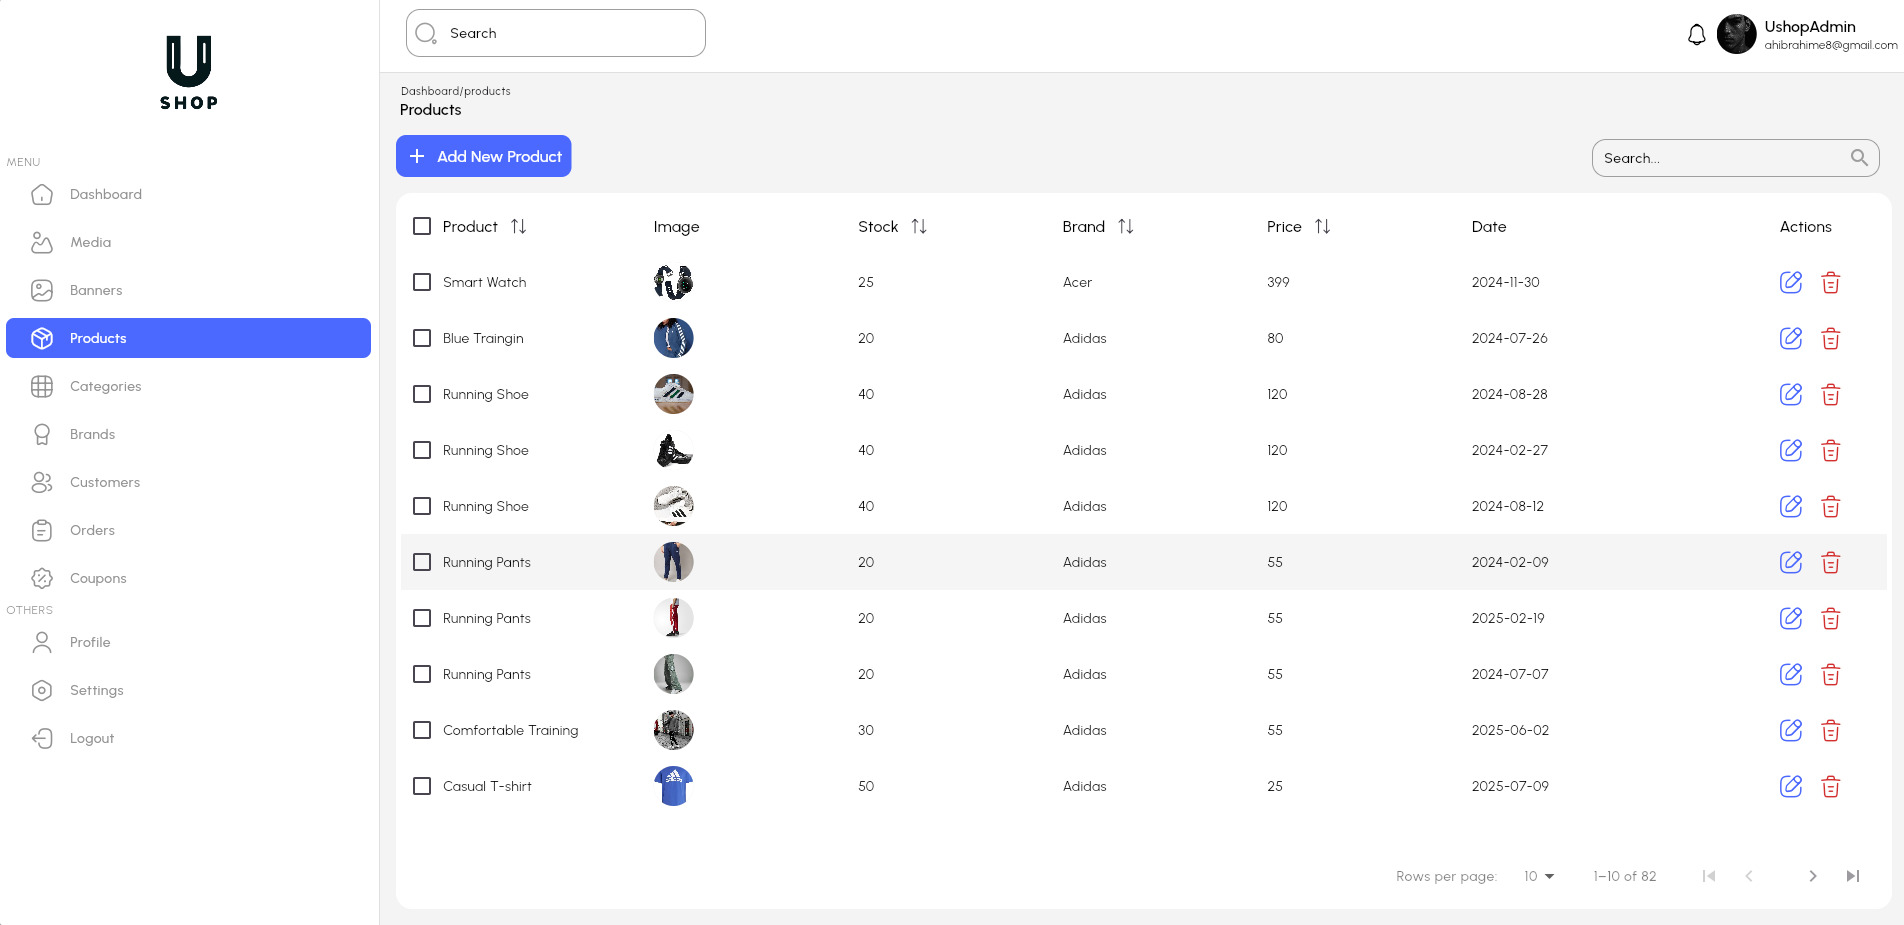 U
SHOP
MENU
Dashboard
Media
Banners
Products
Categories
Brands
Customers
Orders
Coupons
OTHERS
Profile
Settings
Logout
Search
UshopAdmin
ahibrahime8@gmail.com
Dashboard/products
Products
Add New Product
Search...
Product Image Stock Brand Price Date Actions
Smart Watch 25 Acer 399 2024-11-30
Blue Traingin 20 Adidas 80 2024-07-26
Running Shoe 40 Adidas 120 2024-08-28
Running Shoe 40 Adidas 120 2024-02-27
Running Shoe 40 Adidas 120 2024-08-12
Running Pants 20 Adidas 55 2024-02-09
Running Pants 20 Adidas 55 2025-02-19
Running Pants 20 Adidas 55 2024-07-07
Comfortable Training 30 Adidas 55 2025-06-02
Casual T-shirt 50 Adidas 25 2025-07-09
Rows per page: 10 1–10 of 82